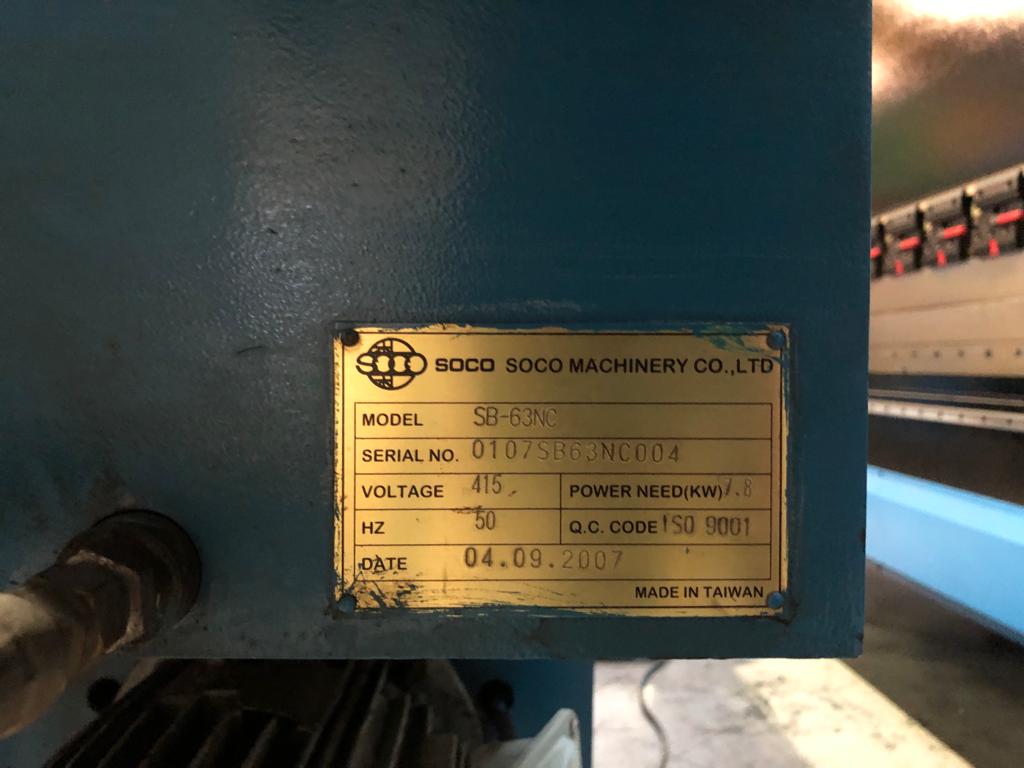 SOCO SOCO SOCO MACHINERY CO.,LTD
MODEL SB-63NC
SERIAL NO. 0107SB63NC004
VOLTAGE 415 POWER NEED(KW) 7.8
HZ 50 Q.C. CODE ISO 9001
DATE 04.09.2007
MADE IN TAIWAN